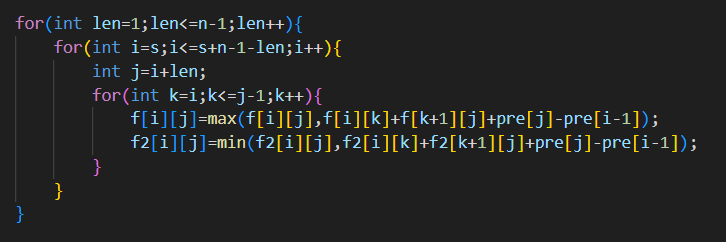 for(int len=1;len<=n-1;len++){
for(int i=s;i<=s+n-1-len;i++){
int j=i+len;
for(int k=i;k<=j-1;k++){
f[i][j]=max(f[i][j],f[i][k]+f[k+1][j]+pre[j]-pre[i-1]);
f2[i][j]=min(f2[i][j],f2[i][k]+f2[k+1][j]+pre[j]-pre[i-1]);
}
}
}